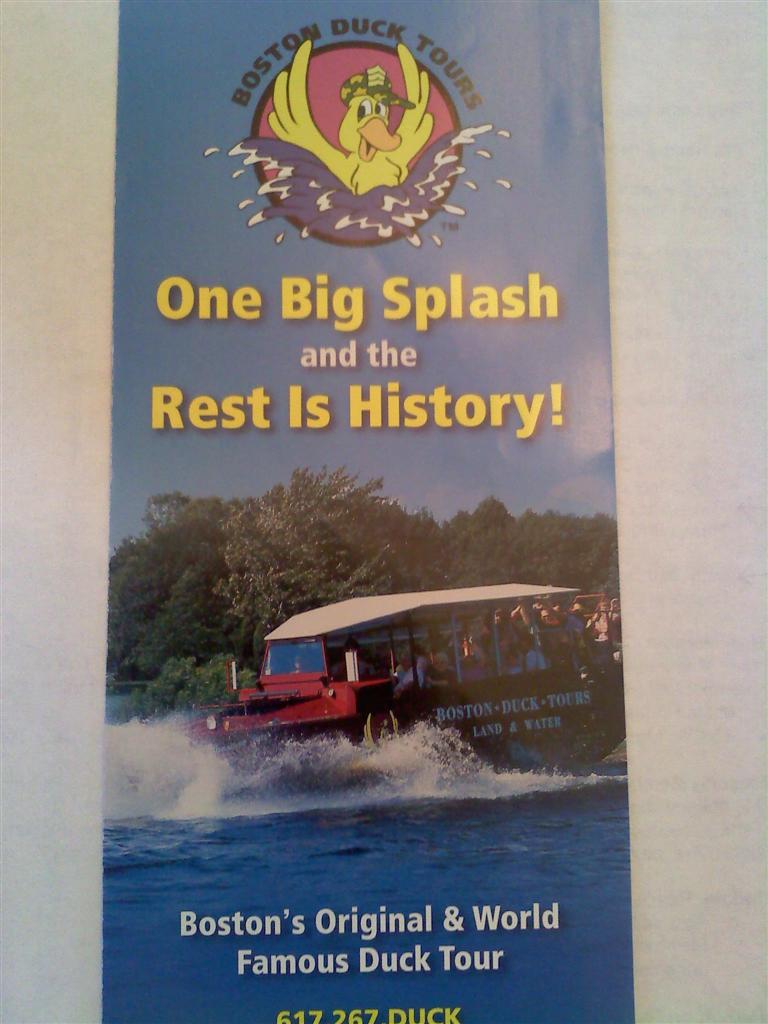 BOSTON DUCK TOURS
TM
One Big Splash
and the
Rest Is History!
BOSTON • DUCK • TOURS
LAND & WATER
Boston's Original & World
Famous Duck Tour
617.267.DUCK